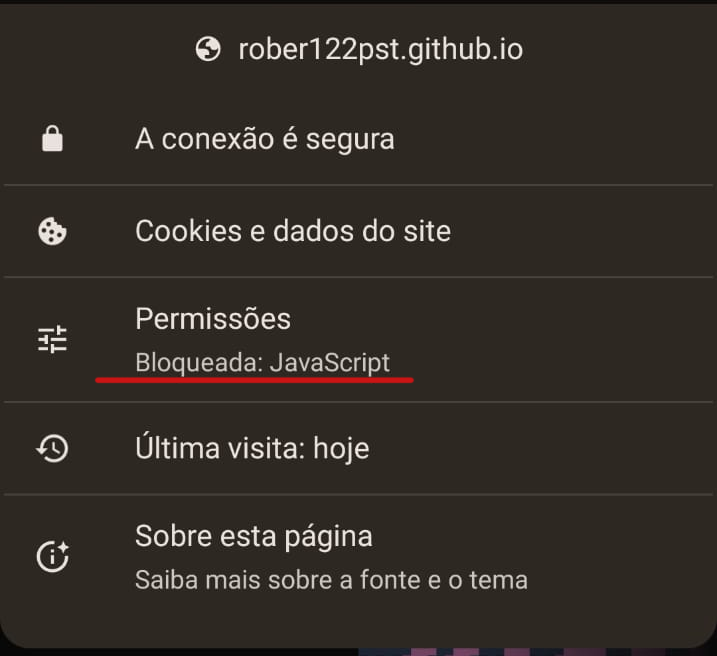 rober122pst.github.io
A conexão é segura
Cookies e dados do site
Permissões
Bloqueada: JavaScript
Última visita: hoje
Sobre esta página
Saiba mais sobre a fonte e o tema